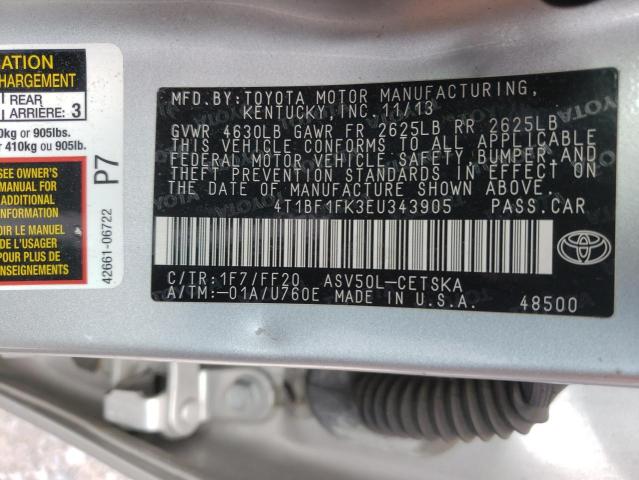 ATION
CHARGEMENT
REAR
ARRIÈRE: 3
0kg or 905lbs.
r 410kg ou 905lb.
SEE OWNER'S
MANUAL FOR
ADDITIONAL
INFORMATION
OIR LE MANUEL
DE L'USAGER
POUR PLUS DE
ENSEIGNEMENTS
P7
42661-06722
MFD. BY: TOYOTA MOTOR MANUFACTURING,
KENTUCKY, INC. 11/13
GVWR 4630LB GAWR FR 2625LB RR 2625LB
THIS VEHICLE CONFORMS TO ALL APPLICABLE
FEDERAL MOTOR VEHICLE SAFETY, BUMPER, AND
THEFT PREVENTION STANDARDS IN EFFECT ON
THE DATE OF MANUFACTURE SHOWN ABOVE.
4T1BF1FK3EU343905 PASS.CAR
C/TR: 1F7/FF20 ASV50L-CETSKA
A/TM:-01A/U760E MADE IN U.S.A.
48500
TOYOTA